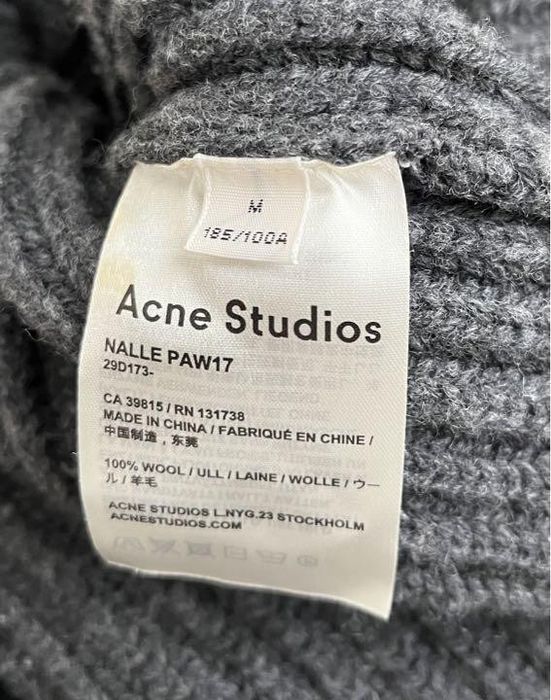 M
185/100A
Acne Studios
NALLE PAW17
29D173-
CA 39815 / RN 131738
MADE IN CHINA / FABRIQUÉ EN CHINE /
中国制造，东莞
100% WOOL / ULL / LAINE / WOLLE / ウー
ル / 羊毛
ACNE STUDIOS L.NYG.23 STOCKHOLM
ACNESTUDIOS.COM